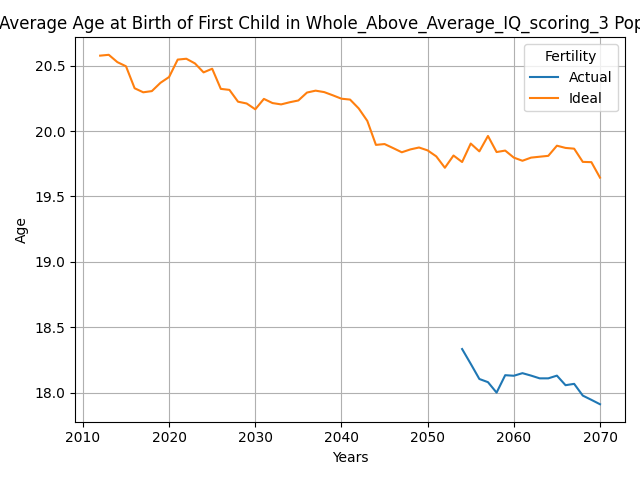 Average Age at Birth of First Child in Whole_Above_Average_IQ_scoring_3 Pop
Fertility
Actual
Ideal
20.5
20.0
19.5
19.0
18.5
18.0
Age
2010 2020 2030 2040 2050 2060 2070
Years